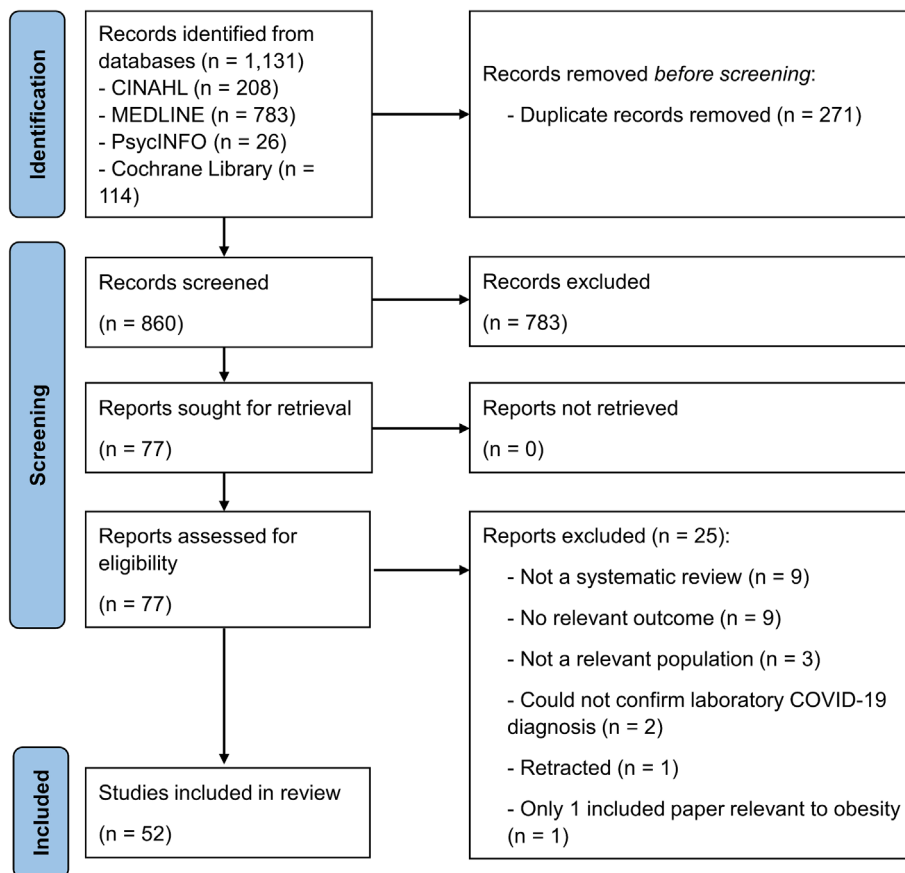 Identification
Records identified from
databases (n = 1,131)
- CINAHL (n = 208)
- MEDLINE (n = 783)
- PsycINFO (n = 26)
- Cochrane Library (n =
114)
Records removed before screening:
- Duplicate records removed (n = 271)
Screening
Records screened
(n = 860)
Records excluded
(n = 783)
Reports sought for retrieval
(n = 77)
Reports not retrieved
(n = 0)
Reports assessed for
eligibility
(n = 77)
Reports excluded (n = 25):
- Not a systematic review (n = 9)
- No relevant outcome (n = 9)
- Not a relevant population (n = 3)
- Could not confirm laboratory COVID-19
diagnosis (n = 2)
- Retracted (n = 1)
- Only 1 included paper relevant to obesity
(n = 1)
Included
Studies included in review
(n = 52)